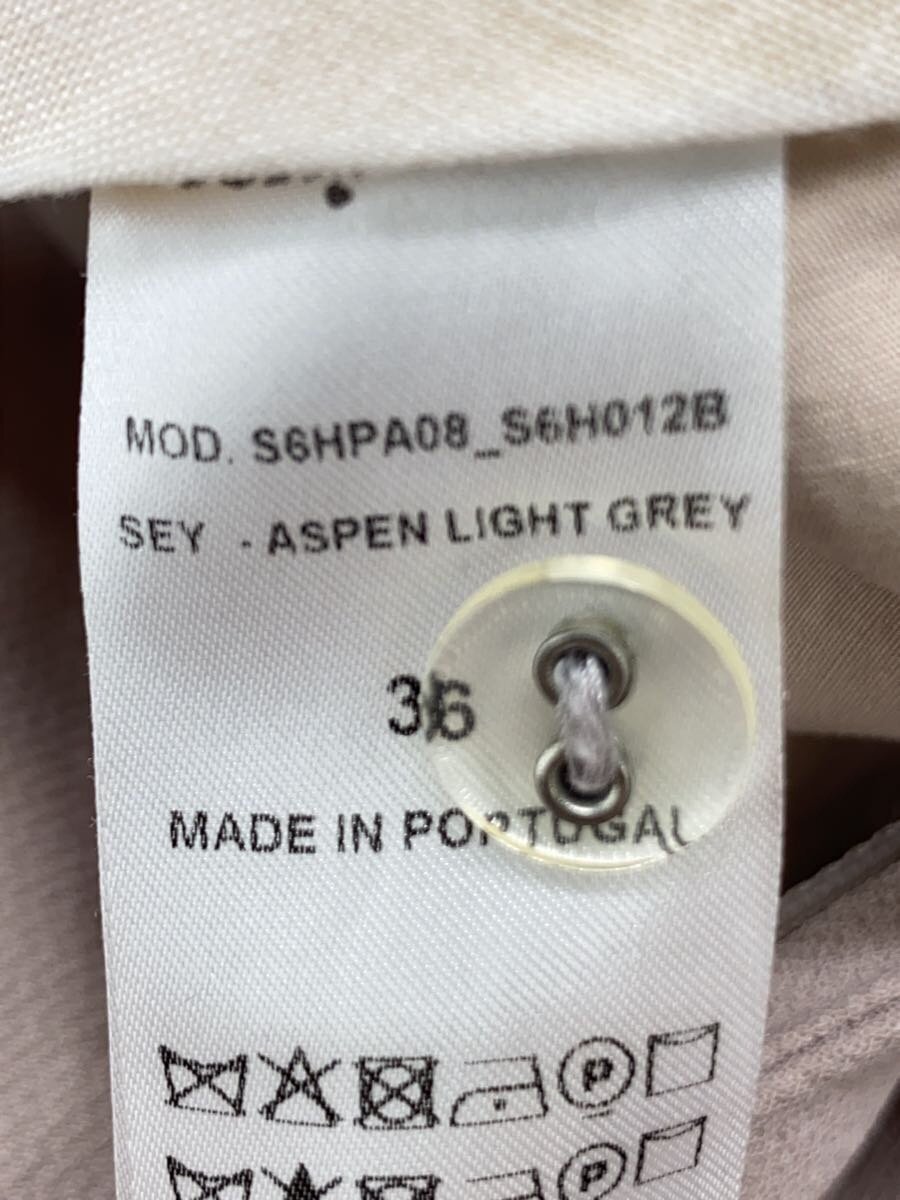 MOD. S6HPA08_S6H012B
SEY - ASPEN LIGHT GREY
36
MADE IN PORTUGAL
P
P